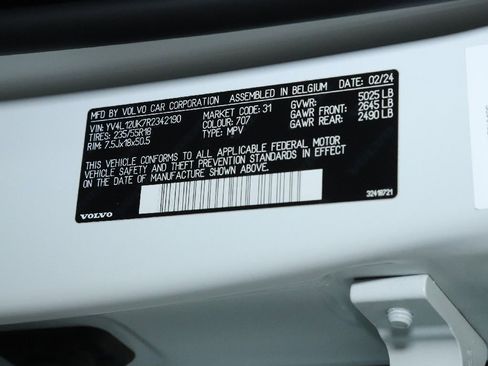 MFD BY VOLVO CAR CORPORATION ASSEMBLED IN BELGIUM DATE: 02/24
VIN: YV4L12UK7R2342190 MARKET CODE: 31 GVWR: 5025 LB
TIRES: 235/55R18 COLOUR: 707 GAWR FRONT: 2645 LB
RIM: 7.5Jx18x50.5 TYPE: MPV GAWR REAR: 2490 LB
THIS VEHICLE CONFORMS TO ALL APPLICABLE FEDERAL MOTOR
VEHICLE SAFETY AND THEFT PREVENTION STANDARDS IN EFFECT
ON THE DATE OF MANUFACTURE SHOWN ABOVE.
32418721
VOLVO